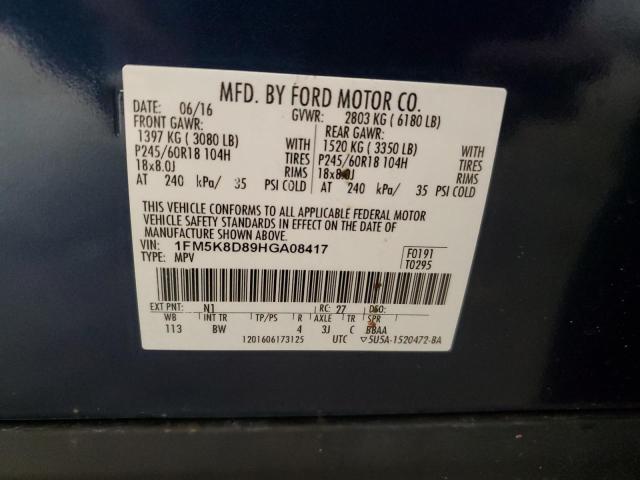 MFD. BY FORD MOTOR CO.
DATE: 06/16 GVWR: 2803 KG ( 6180 LB)
FRONT GAWR: REAR GAWR:
1397 KG ( 3080 LB) WITH 1520 KG ( 3350 LB) WITH
P245/60R18 104H TIRES P245/60R18 104H TIRES
18x8.0J RIMS 18x8.0J RIMS
AT 240 kPa/ 35 PSI COLD AT 240 kPa/ 35 PSI COLD
THIS VEHICLE CONFORMS TO ALL APPLICABLE FEDERAL MOTOR
VEHICLE SAFETY STANDARDS IN EFFECT ON THE DATE OF
MANUFACTURE SHOWN ABOVE.
VIN: 1FM5K8D89HGA08417 F0191
TYPE: MPV T0295
EXT PNT: N1 RC: 27 DSO:
WB INT TR TP/PS R AXLE TR SPR
113 BW 4 3J C BBAA
1201606173125 UTC ▽5U5A-1520472-BA